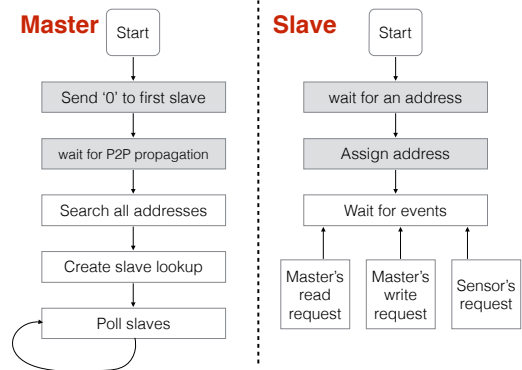 Master
Start
Send ‘0’ to first slave
wait for P2P propagation
Search all addresses
Create slave lookup
Poll slaves
Slave
Start
wait for an address
Assign address
Wait for events
Master’s
read
request
Master’s
write
request
Sensor’s
request